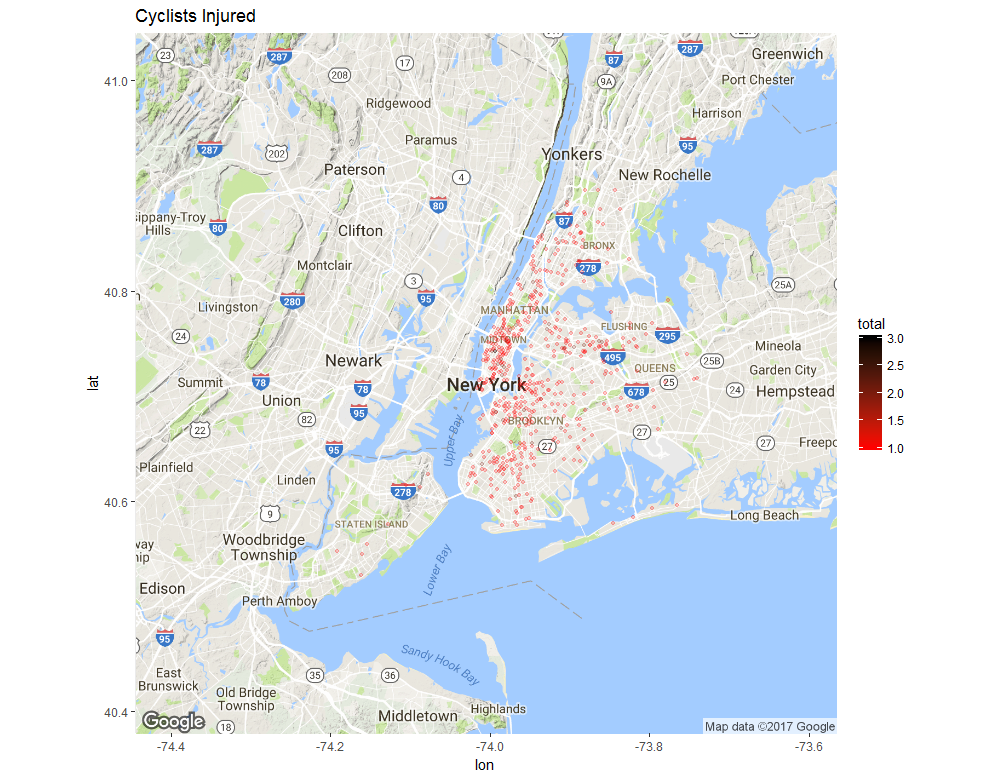 Cyclists Injured
23
287
208
17
87
9A
287
Greenwich
Port Chester
Ridgewood
Harrison
Paramus
287
202
95
Yonkers
Paterson
4
New Rochelle
80
sippany-Troy
Hills
80
87
Clifton
BRONX
Montclair
278
3
25A
280
95
Livingston
MANHATTAN
FLUSHING
24
MIDTOWN
295
Mineola
Newark
495
25B
QUEENS
Garden City
Summit
78
78
New York
25
24
Hempstead
678
Union
95
82
BROOKLYN
22
27
27
27
Freepo
Upper Bay
95
Plainfield
Linden
278
9
STATEN ISLAND
Long Beach
Woodbridge
Township
way
nip
Lower Bay
Edison
Perth Amboy
95
Sandy Hook Bay
East
Brunswick
35
36
Old Bridge
Township
Highlands
Middletown
18
Google
Map data ©2017 Google
41.0
40.8
40.6
40.4
lat
-74.4
-74.2
-74.0
-73.8
-73.6
lon
total
3.0
2.5
2.0
1.5
1.0